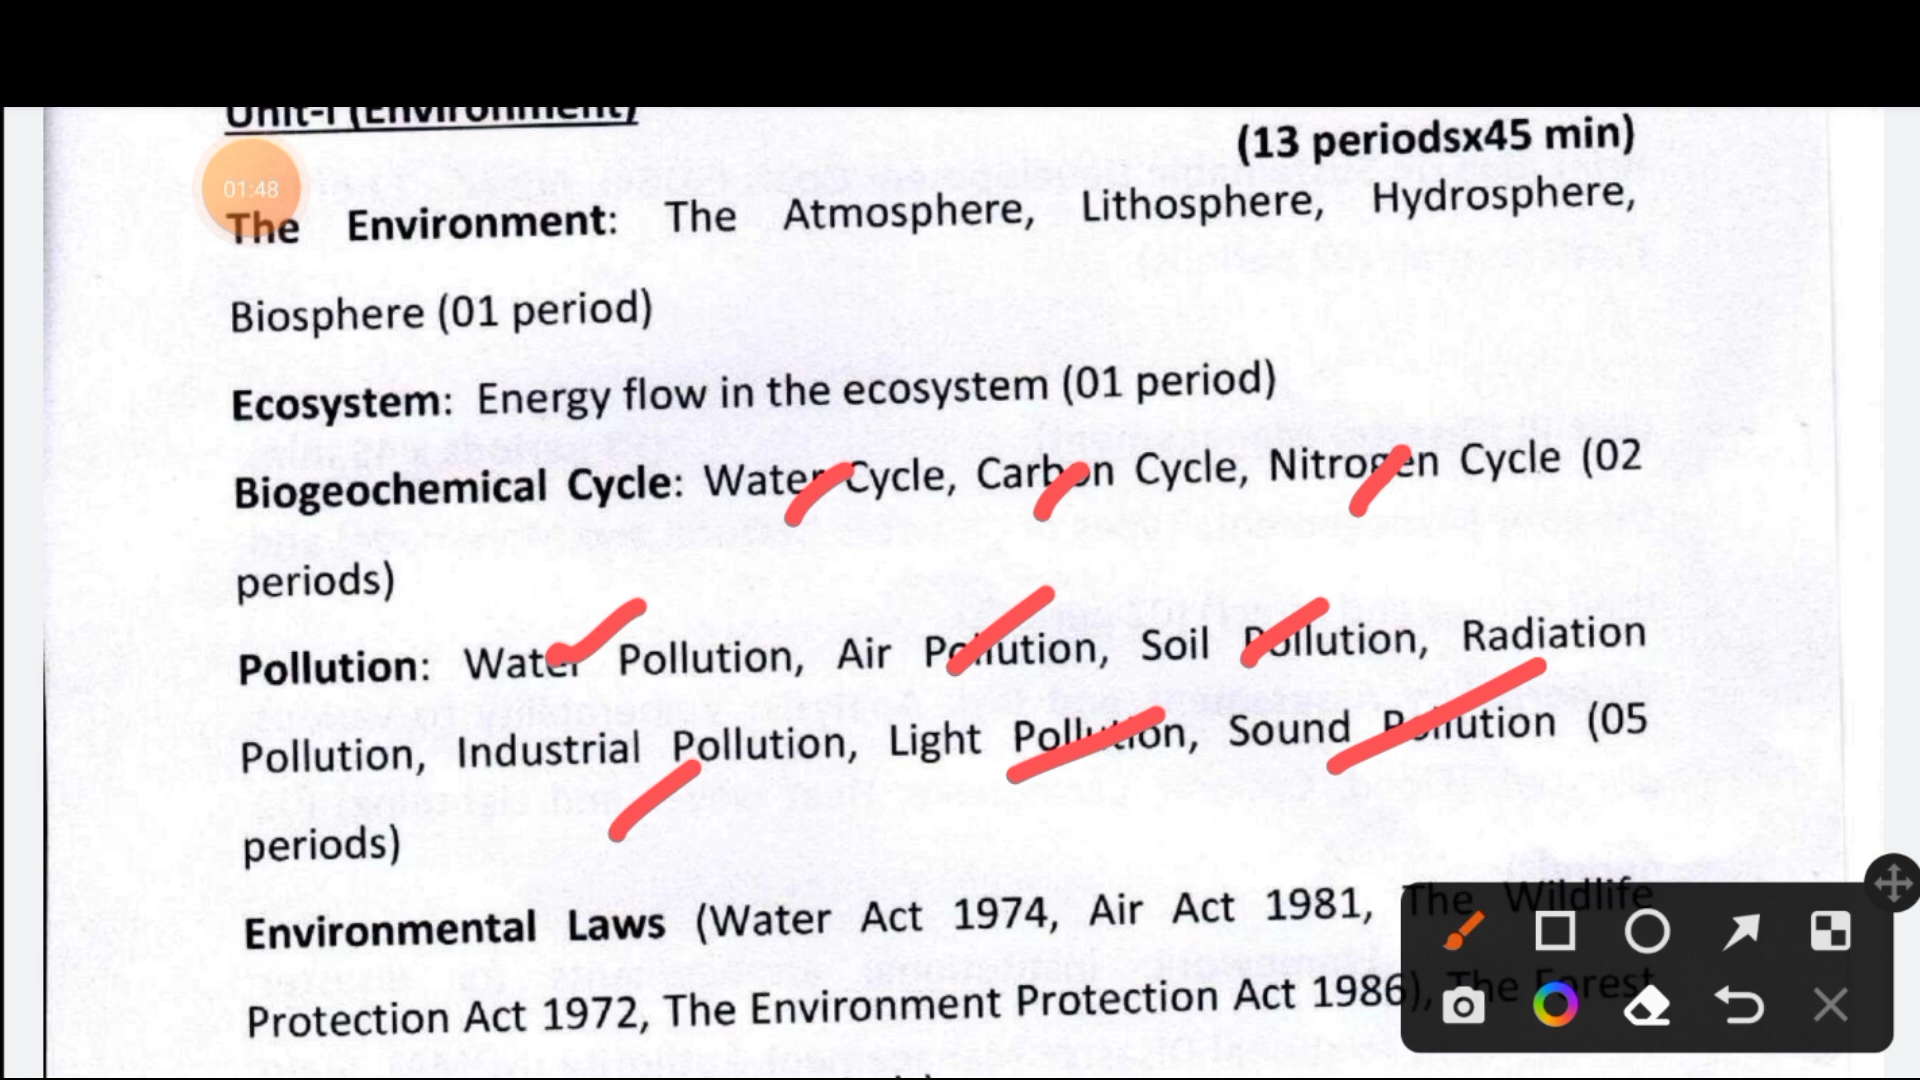 Unit-I (Environment)
(13 periodsx45 min)
01:48
The Environment: The Atmosphere, Lithosphere, Hydrosphere,
Biosphere (01 period)
Ecosystem: Energy flow in the ecosystem (01 period)
Biogeochemical Cycle: Water Cycle, Carbon Cycle, Nitrogen Cycle (02
periods)
Pollution: Water Pollution, Air Pollution, Soil Pollution, Radiation
Pollution, Industrial Pollution, Light Pollution, Sound Pollution (05
periods)
Environmental Laws (Water Act 1974, Air Act 1981, The Wildlife
Protection Act 1972, The Environment Protection Act 1986), The Forest